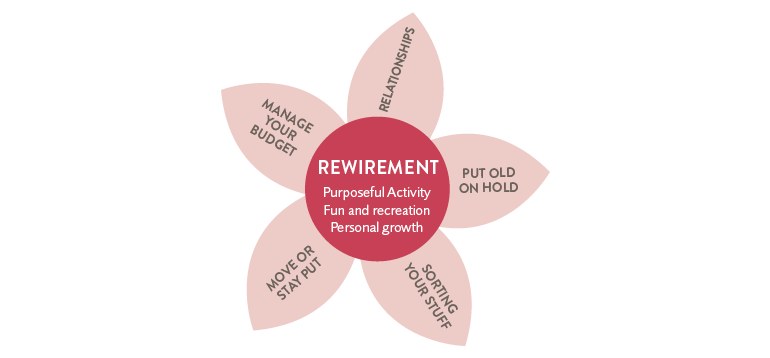 RELATIONSHIPS
MANAGE
YOUR
BUDGET
REWIREMENT
Purposeful Activity
Fun and recreation
Personal growth
PUT OLD
ON HOLD
MOVE OR
STAY PUT
SORTING
YOUR STUFF